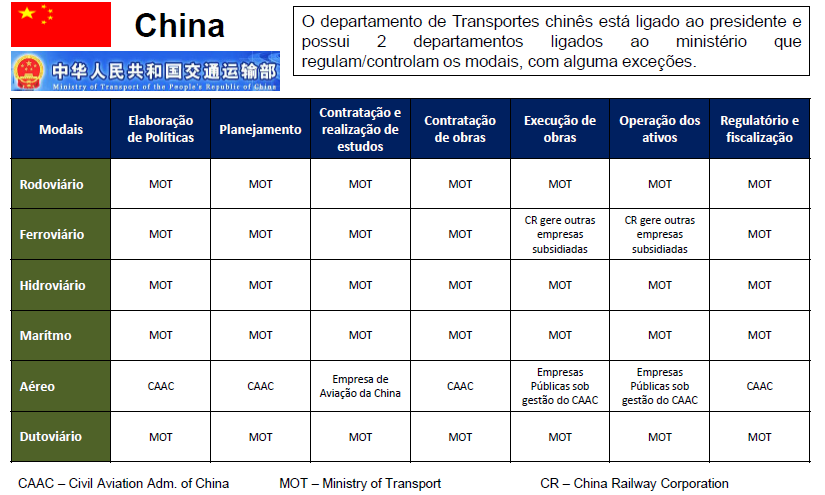 China
O departamento de Transportes chinês está ligado ao presidente e
possui 2 departamentos ligados ao ministério que
regulam/controlam os modais, com alguma exceções.
中华人民共和国交通运输部
Ministry of Transport of the People's Republic of China
Modais
Elaboração
de Políticas
Planejamento
Contratação e
realização de
estudos
Contratação
de obras
Execução de
obras
Operação dos
ativos
Regulatório e
fiscalização
Rodoviário
MOT
MOT
MOT
MOT
MOT
MOT
MOT
Ferroviário
MOT
MOT
MOT
MOT
CR gere outras
empresas
subsidiadas
CR gere outras
empresas
subsidiadas
MOT
Hidroviário
MOT
MOT
MOT
MOT
MOT
MOT
MOT
Marítmo
MOT
MOT
MOT
MOT
MOT
MOT
MOT
Aéreo
CAAC
CAAC
Empresa de
Aviação da China
CAAC
Empresas
Públicas sob
gestão do CAAC
Empresas
Públicas sob
gestão do CAAC
CAAC
Dutoviário
MOT
MOT
MOT
MOT
MOT
MOT
MOT
CAAC – Civil Aviation Adm. of China
MOT – Ministry of Transport
CR – China Railway Corporation